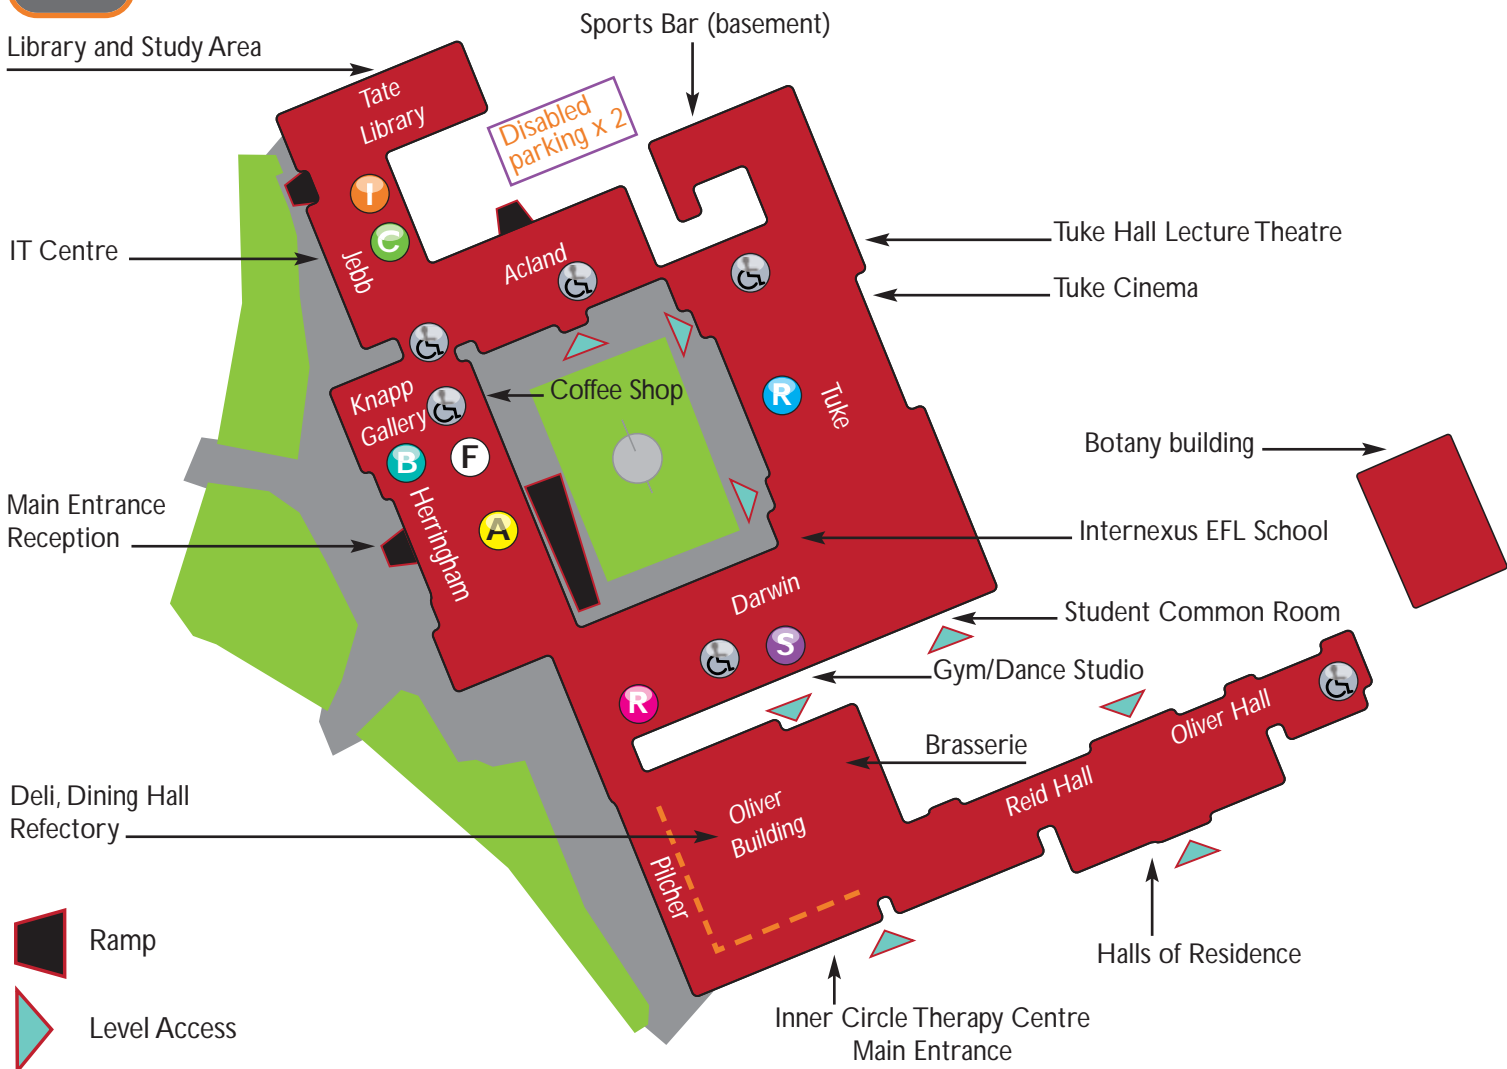 Sports Bar (basement)
Library and Study Area
Tate
Library
Disabled
parking x 2
I
C
Tuke Hall Lecture Theatre
IT Centre
Jebb
Acland
Tuke Cinema
Knapp
Gallery
Coffee Shop
R
Tuke
B
F
Botany building
Main Entrance
Reception
Herringham
A
Internexus EFL School
Darwin
Student Common Room
S
Gym/Dance Studio
R
Oliver Hall
Brasserie
Reid Hall
Deli, Dining Hall
Refectory
Oliver
Building
Pilcher
Ramp
Halls of Residence
Level Access
Inner Circle Therapy Centre
Main Entrance